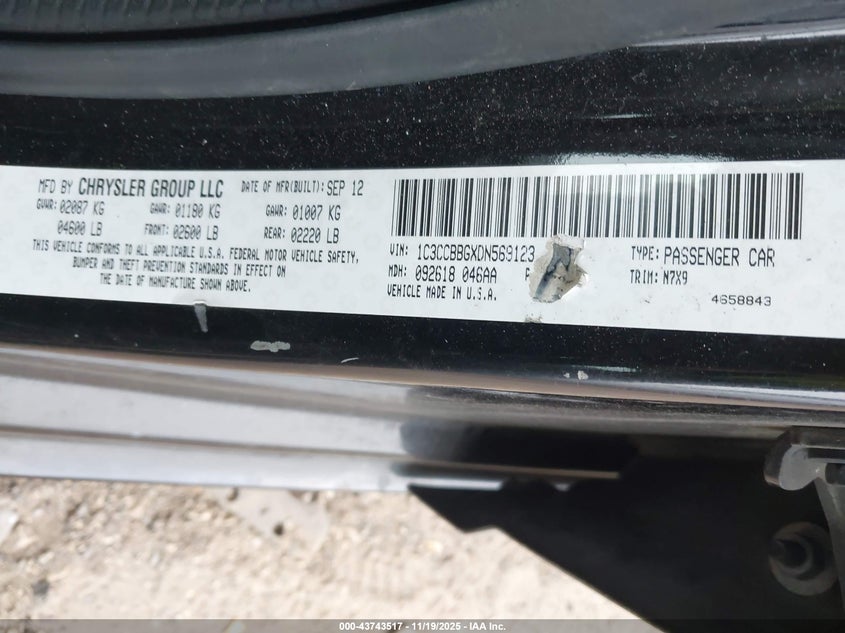 MFD BY CHRYSLER GROUP LLC DATE OF MFR(BUILT): SEP 12
GVWR: 02087 KG GAWR: 01180 KG GAWR: 01007 KG
04600 LB FRONT: 02600 LB REAR: 02220 LB
THIS VEHICLE CONFORMS TO ALL APPLICABLE FEDERAL MOTOR VEHICLE SAFETY,
BUMPER AND THEFT PREVENTION STANDARDS IN EFFECT ON
THE DATE OF MANUFACTURE SHOWN ABOVE.
VIN: 1C3CCBBGXDN569123 TYPE: PASSENGER CAR
MDH: 092618 046AA TRIM: N7X9
VEHICLE MADE IN U.S.A.
4658843
000-43743517 - 11/19/2025 - IAA Inc.